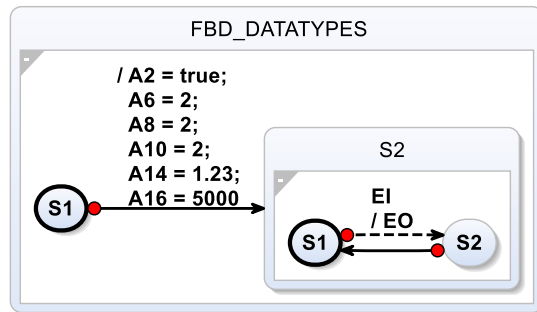 FBD_DATATYPES
-
/ A2 = true;
A6 = 2;
A8 = 2;
A10 = 2;
A14 = 1.23;
A16 = 5000
S1
S2
-
EI
/ EO
S1
S2